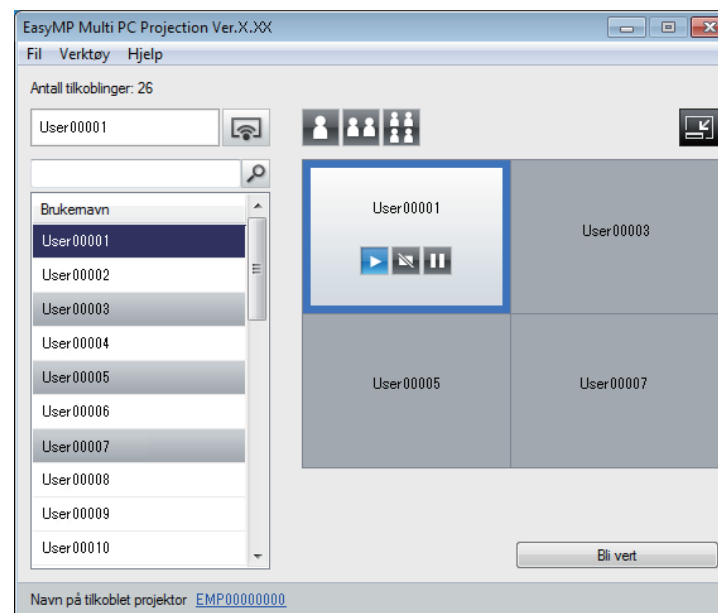 EasyMP Multi PC Projection Ver.X.XX
Fil Verktøy Hjelp
Antall tilkoblinger: 26
User00001
Brukernavn
User00001
User00002
User00003
User00004
User00005
User00006
User00007
User00008
User00009
User00010
User00001
User00003
User00005
User00007
Bli vert
Navn på tilkoblet projektor EMP00000000